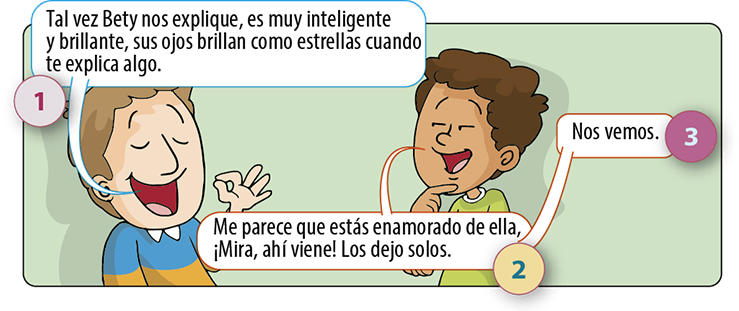 Tal vez Bety nos explique, es muy inteligente
y brillante, sus ojos brillan como estrellas cuando
te explica algo.
1
Me parece que estás enamorado de ella,
¡Mira, ahí viene! Los dejo solos.
2
Nos vemos.
3